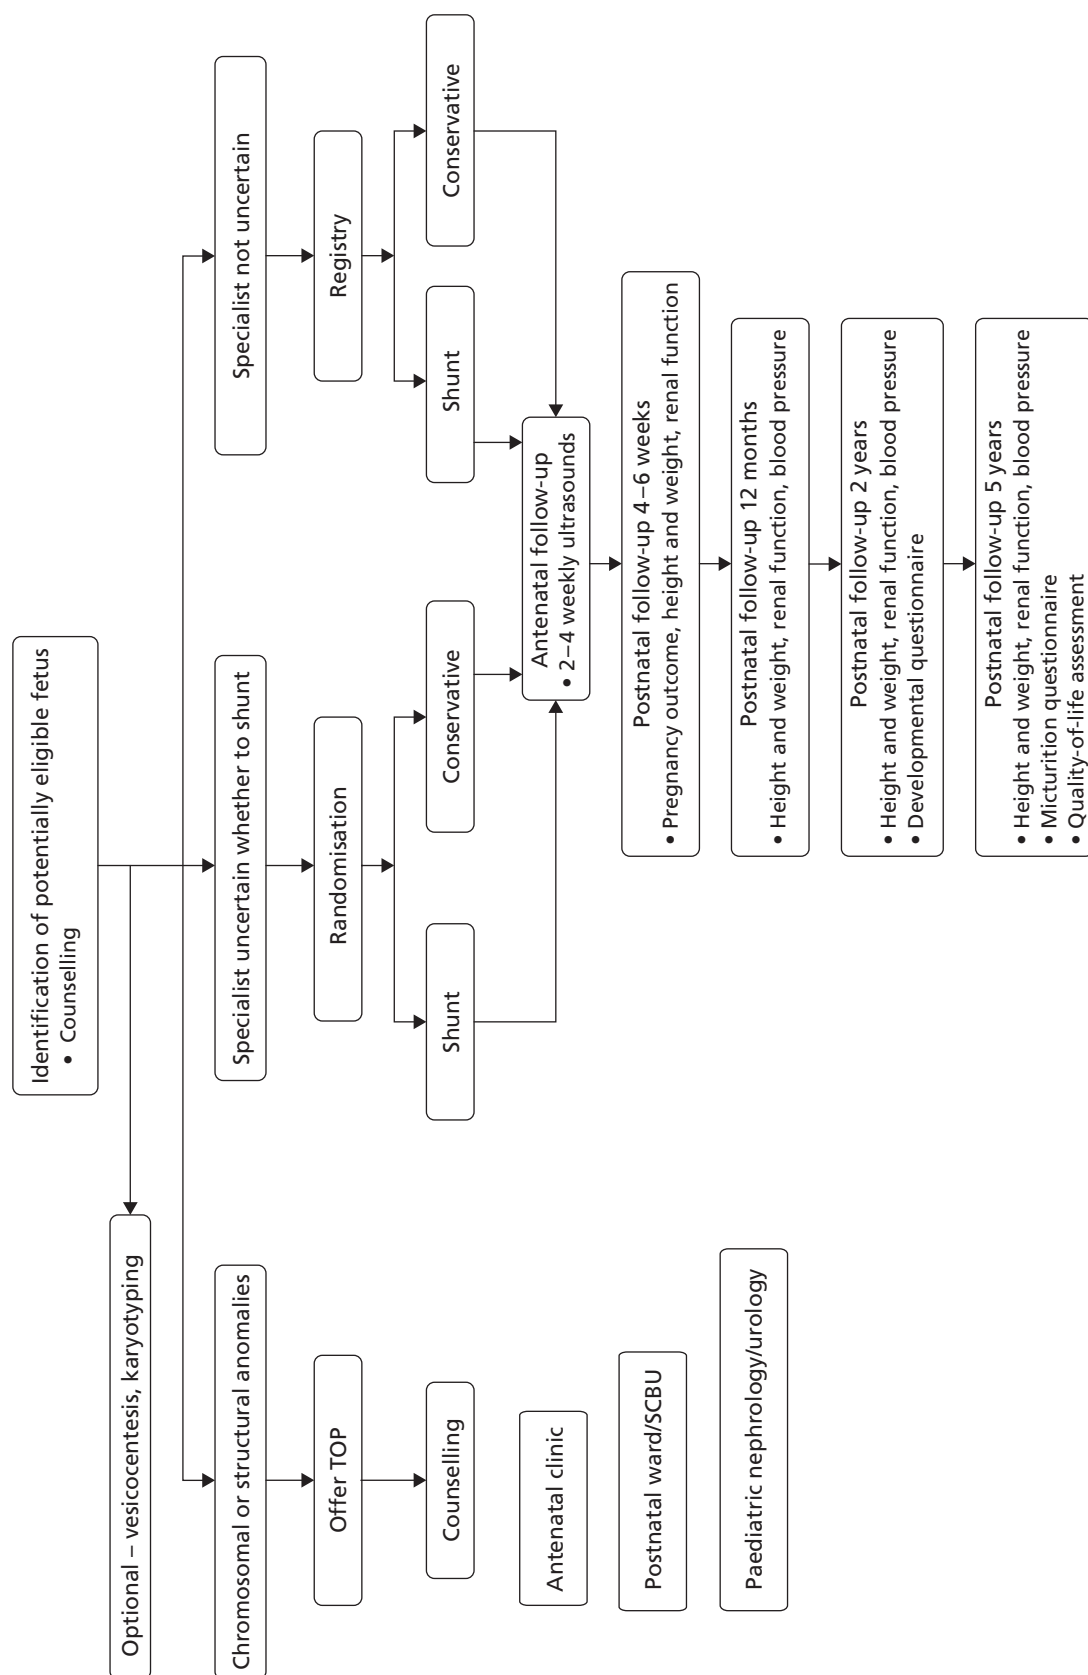 Identification of potentially eligible fetus
• Counselling
Optional – vesicocentesis, karyotyping
Chromosomal or structural anomalies
Specialist uncertain whether to shunt
Specialist not uncertain
Offer TOP
Randomisation
Registry
Counselling
Shunt
Conservative
Shunt
Conservative
Antenatal clinic
Antenatal follow-up
• 2–4 weekly ultrasounds
Postnatal ward/SCBU
Postnatal follow-up 4–6 weeks
• Pregnancy outcome, height and weight, renal function
Paediatric nephrology/urology
Postnatal follow-up 12 months
• Height and weight, renal function, blood pressure
Postnatal follow-up 2 years
• Height and weight, renal function, blood pressure
• Developmental questionnaire
Postnatal follow-up 5 years
• Height and weight, renal function, blood pressure
• Micturition questionnaire
• Quality-of-life assessment